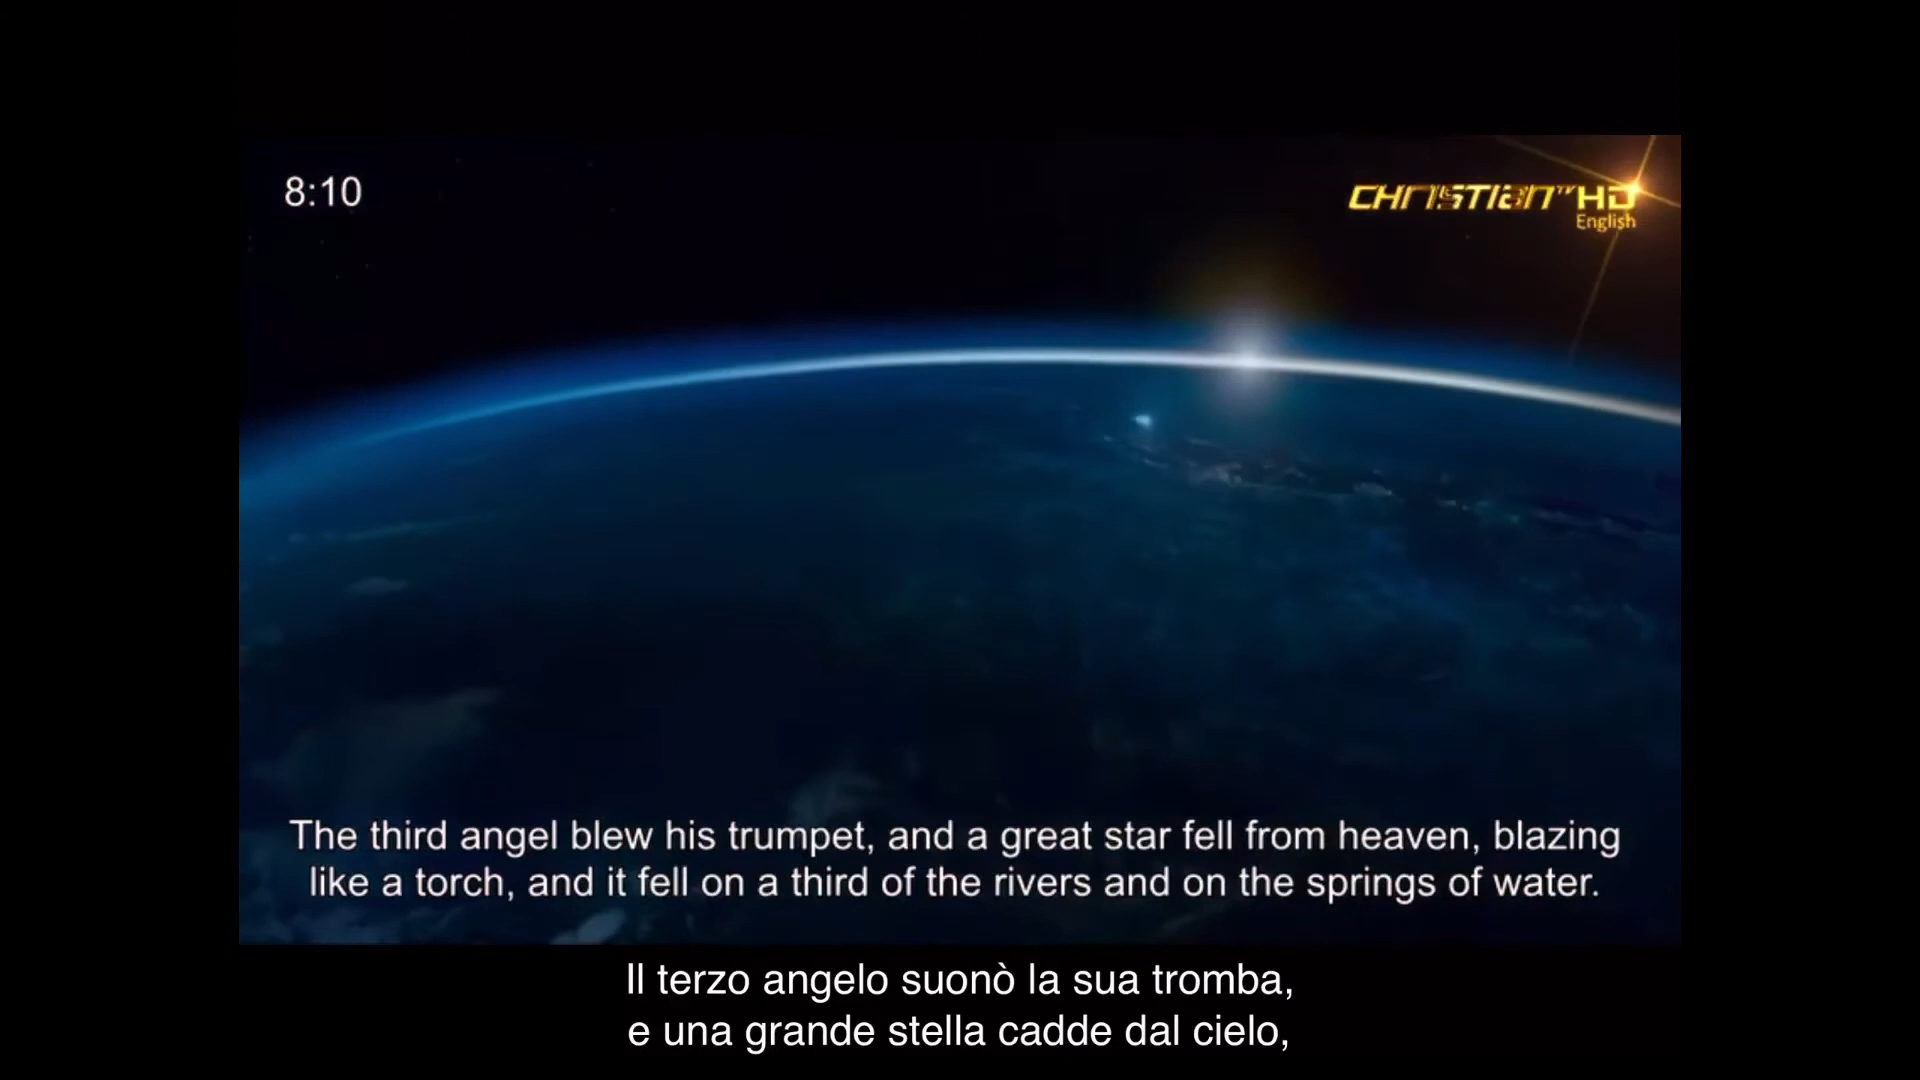 8:10
CHRISTIAN TV HD
English
The third angel blew his trumpet, and a great star fell from heaven, blazing
like a torch, and it fell on a third of the rivers and on the springs of water.
Il terzo angelo suonò la sua tromba,
e una grande stella cadde dal cielo,